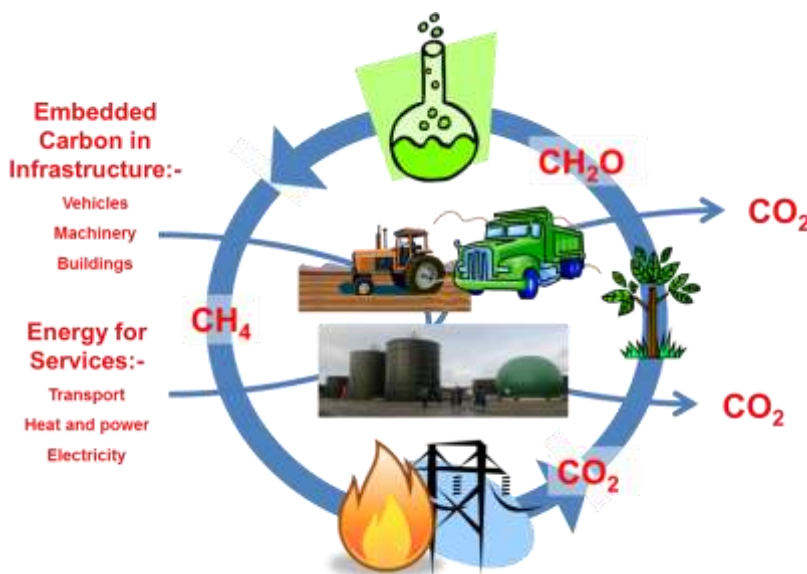 Embedded
Carbon in
Infrastructure:-
Vehicles
Machinery
Buildings
Energy for
Services:-
Transport
Heat and power
Electricity
CH₄
CH₂O
CO₂
CO₂
CO₂